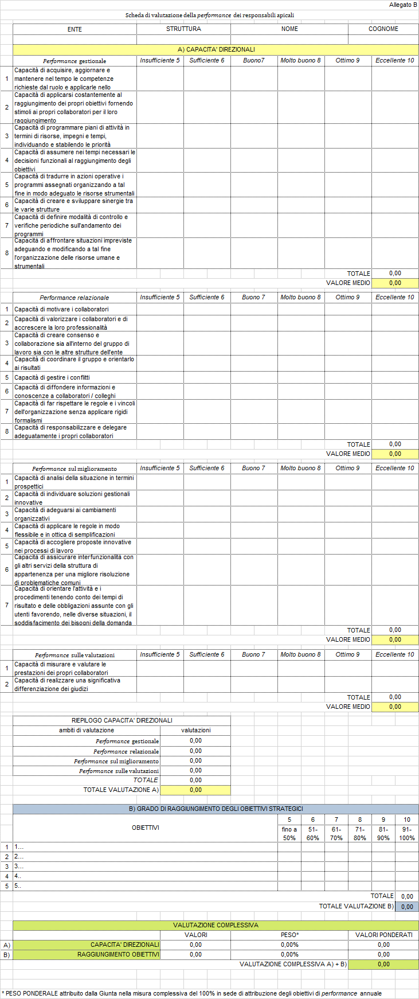 Allegato B
Scheda di valutazione della performance dei responsabili apicali
ENTE STRUTTURA NOME COGNOME
A) CAPACITA' DIREZIONALI
Performance gestionale Insufficiente 5 Sufficiente 6 Buono7 Molto buono 8 Ottimo 9 Eccellente 10
Capacità di acquisire, aggiornare e
1 mantenere nel tempo le competenze
richieste dal ruolo e applicarle nello
Capacità di applicarsi costantemente al
2 raggiungimento dei propri obiettivi fornendo
stimoli ai propri collaboratori per il loro
raggiungimento
Capacità di programmare piani di attività in
3 termini di risorse, impegni e tempi,
individuando e stabilendo le priorità
Capacità di assumere nei tempi necessari le
4 decisioni funzionali al raggiungimento degli
obiettivi
Capacità di tradurre in azioni operative i
5 programmi assegnati organizzando a tal
fine in modo adeguato le risorse strumentali
6 Capacità di creare e sviluppare sinergie tra
le varie strutture
Capacità di definire modalità di controllo e
7 verifiche periodiche sull'andamento dei
programmi
Capacità di affrontare situazioni impreviste
8 adeguando e modificando a tal fine
l'organizzazione delle risorse umane e
strumentali
TOTALE 0,00
VALORE MEDIO 0,00
Performance relazionale Insufficiente 5 Sufficiente 6 Buono 7 Molto buono 8 Ottimo 9 Eccellente 10
1 Capacità di motivare i collaboratori
2 Capacità di valorizzare i collaboratori e di
accrescere la loro professionalità
Capacità di creare consenso e
3 collaborazione sia all'interno del gruppo di
lavoro sia con le altre strutture dell'ente
4 Capacità di coordinare il gruppo e orientarlo
ai risultati
5 Capacità di gestire i conflitti
6 Capacità di diffondere informazioni e
conoscenze a collaboratori / colleghi
Capacità di far rispettare le regole e i vincoli
7 dell'organizzazione senza applicare rigidi
formalismi
8 Capacità di responsabilizzare e delegare
adeguatamente i propri collaboratori
TOTALE 0,00
VALORE MEDIO 0,00
Performance sul miglioramento Insufficiente 5 Sufficiente 6 Buono 7 Molto buono 8 Ottimo 9 Eccellente 10
1 Capacità di analisi della situazione in termini
prospettici
2 Capacità di individuare soluzioni gestionali
innovative
3 Capacità di adeguarsi ai cambiamenti
organizzativi
4 Capacità di applicare le regole in modo
flessibile e in ottica di semplificazioni
5 Capacità di accogliere proposte innovative
nei processi di lavoro
Capacità di assicurare interfunzionalità con
6 gli altri servizi della struttura di
appartenenza per una migliore risoluzione
di problematiche comuni
Capacità di orientare l'attività e i
procedimenti tenendo conto dei tempi di
7 risultato e delle obbligazioni assunte con gli
utenti favorendo, nelle diverse situazioni, il
soddisfacimento dei bisogni della domanda
TOTALE 0,00
VALORE MEDIO 0,00
Performance sulle valutazioni Insufficiente 5 Sufficiente 6 Buono 7 Molto buono 8 Ottimo 9 Eccellente 10
1 Capacità di misurare e valutare le
prestazioni dei propri collaboratori
2 Capacità di realizzare una significativa
differenziazione dei giudizi
TOTALE 0,00
VALORE MEDIO 0,00
RIEPILOGO CAPACITA' DIREZIONALI
ambiti di valutazione valutazioni
Performance gestionale 0,00
Performance relazionale 0,00
Performance sul miglioramento 0,00
Performance sulle valutazioni 0,00
TOTALE 0,00
TOTALE VALUTAZIONE A) 0,00
B) GRADO DI RAGGIUNGIMENTO DEGLI OBIETTIVI STRATEGICI
OBIETTIVI 5 6 7 8 9 10
fino a 51- 61- 71- 81- 91-
50% 60% 70% 80% 90% 100%
1 1...
2 2...
3 3...
4 4..
5 5..
TOTALE 0,00
TOTALE VALUTAZIONE B) 0,00
VALUTAZIONE COMPLESSIVA
VALORI PESO* VALORI PONDERATI
A) CAPACITA' DIREZIONALI 0,00 0,00% 0,00
B) RAGGIUNGIMENTO OBIETTIVI 0,00 0,00% 0,00
VALUTAZIONE COMPLESSIVA A) + B) 0,00
* PESO PONDERALE attribuito dalla Giunta nella misura complessiva del 100% in sede di attribuzione degli obiettivi di performance annuale